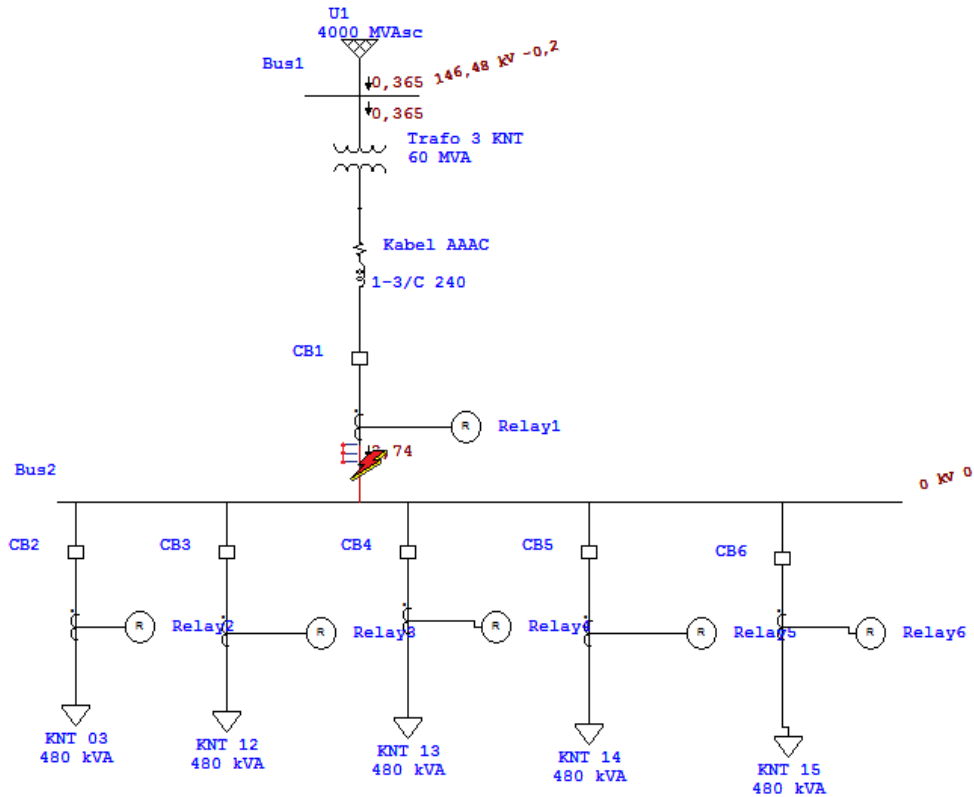 U1
4000 MVAsc
Bus1
0,365
146,48 kV -0,2
0,365
Trafo 3 KNT
60 MVA
Kabel AAAC
1-3/C 240
CB1
R
Relay1
74
Bus2
0 kV 0
CB2
CB3
CB4
CB5
CB6
R
Relay2
R
Relay3
R
Relay4
R
Relay5
R
Relay6
KNT 03
480 kVA
KNT 12
480 kVA
KNT 13
480 kVA
KNT 14
480 kVA
KNT 15
480 kVA